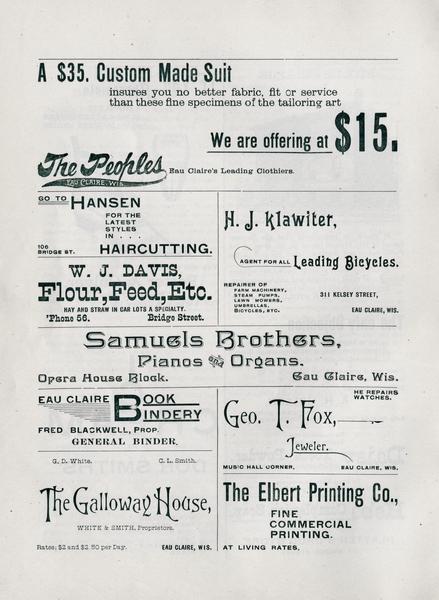 A $35. Custom Made Suit
insures you no better fabric, fit or service
than these fine specimens of the tailoring art
We are offering at $15.
The Peoples
EAU CLAIRE, WIS.
Eau Claire's Leading Clothiers.
GO TO HANSEN
FOR THE
LATEST
STYLES
IN . . .
106
BRIDGE ST.
HAIRCUTTING.
H. J. Klawiter,
AGENT FOR ALL Leading Bicycles.
REPAIRER OF
FARM MACHINERY,
STEAM PUMPS,
LAWN MOWERS,
UMBRELLAS,
BICYCLES, ETC.
311 KELSEY STREET,
EAU CLAIRE, WIS.
W. J. DAVIS,
Flour, Feed, Etc.
HAY AND STRAW IN CAR LOTS A SPECIALTY.
'Phone 56. Bridge Street.
Samuels Brothers,
Pianos and Organs.
Opera House Block. Eau Claire, Wis.
EAU CLAIRE BOOK
BINDERY
FRED BLACKWELL, PROP.
GENERAL BINDER.
HE REPAIRS
WATCHES.
Geo. T. Fox,
Jeweler.
MUSIC HALL CORNER, EAU CLAIRE, WIS.
G. D. White. C. L. Smith.
The Galloway House,
WHITE & SMITH, Proprietors.
Rates; $2 and $2.50 per Day. EAU CLAIRE, WIS.
The Elbert Printing Co.,
FINE
COMMERCIAL
PRINTING.
AT LIVING RATES.